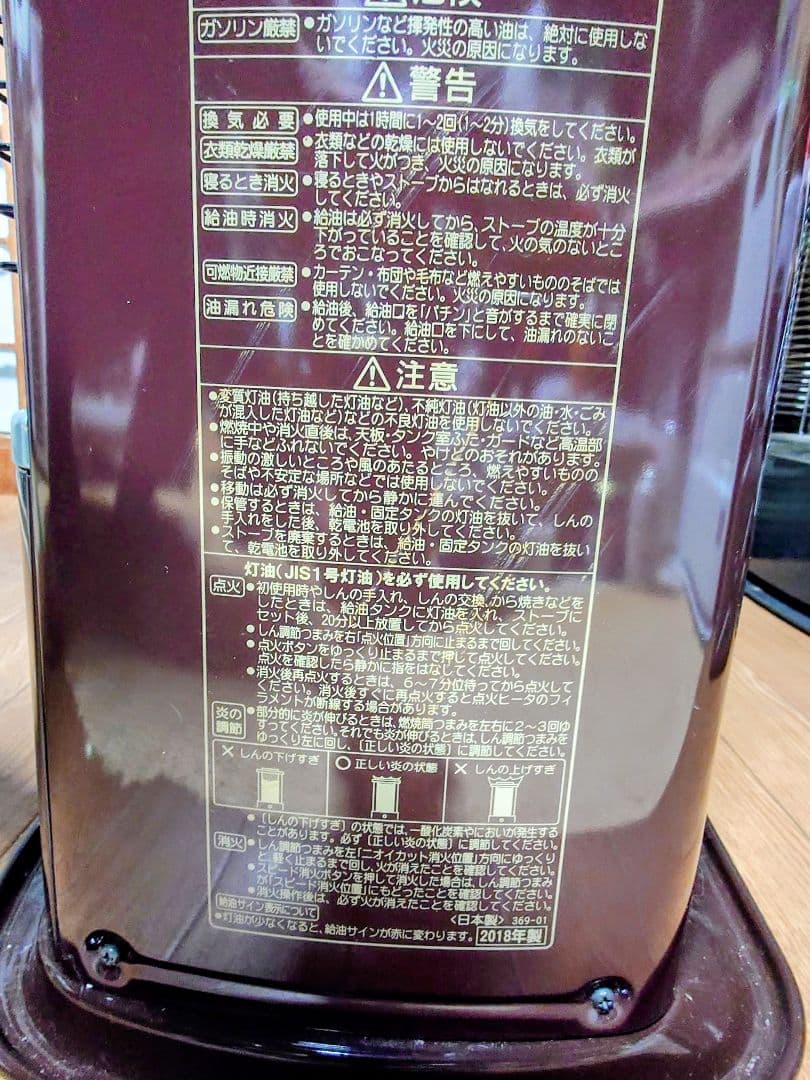 ガソリン厳禁 ●ガソリンなど揮発性の高い油は、絶対に使用しな
いでください。火災の原因になります。
警告
換気必要 ●使用中は1時間に1～2回(1～2分)換気をしてください。
衣類乾燥厳禁 ●衣類などの乾燥には使用しないでください。衣類が
落下して火がつき、火災の原因になります。
寝るとき消火 ●寝るときやストーブからはなれるときは、必ず消火
してください。
給油時消火 ●給油は必ず消火してから、ストーブの温度が十分
下がっていることを確認して、火の気のないとこ
ろでおこなってください。
可燃物近接厳禁 ●カーテン・布団や毛布など燃えやすいもののそばでは
使用しないでください。火災の原因になります。
油漏れ危険 ●給油後、給油口を「パチン」と音がするまで確実に閉
めてください。給油口を下にして、油漏れのないこ
とを確かめてください。
注意
●変質灯油(持ち越した灯油など)、不純灯油(灯油以外の油・水・ごみ
が混入した灯油など)などの不良灯油を使用しないでください。
●燃焼中や消火直後は、天板・タンク室ふた・ガードなど高温部
に手などふれないでください。やけどのおそれがあります。
●振動の激しいところや風のあたるところ、燃えやすいものの
そばや不安定な場所などでは使用しないでください。
●移動は必ず消火してから静かに運んでください。
●保管するときは、給油・固定タンクの灯油を抜いて、しんの
手入れをした後、乾電池を取り外してください。
●ストーブを廃棄するときは、給油・固定タンクの灯油を抜い
て、乾電池を取り外してください。
灯油(JIS1号灯油)を必ず使用してください。
点火 ●初使用時やしんの手入れ、しんの交換、から焼きなどを
したときは、給油タンクに灯油を入れ、ストーブに
セット後、20分以上放置してから点火してください。
●しん調節つまみを右「点火位置」方向に止まるまで回してください。
●点火ボタンをゆっくり止まるまで押して点火してください。
点火を確認したら静かに指をはなしてください。
●消火後再点火するときは、6～7分位待ってから点火して
ください。消火後すぐに再点火すると点火ヒータのフィ
ラメントが断線する場合があります。
炎の調節 ●部分的に炎が伸びるときは、燃焼筒つまみを左右に2～3回ゆ
すってください。それでも炎が伸びるときは、しん調節つまみを
ゆっくり左に回し、〔正しい炎の状態〕に調節してください。
×しんの下げすぎ ○正しい炎の状態 ×しんの上げすぎ
●〔しんの下げすぎ〕の状態では、一酸化炭素やにおいが発生する
ことがあります。必ず〔正しい炎の状態〕に調節してください。
消火 ●しん調節つまみを左「ニオイカット消火位置」方向にゆっくり
と、軽く止まるまで回し、火が消えたことを確認してください。
●スピード消火ボタンを押して消火した場合は、しん調節つまみ
が「スピード消火位置」にもどったことを確認してください。
●消火操作後は、必ず火が消えたことを確認してください。
給油サイン表示について 〈日本製〉 369-01
●灯油が少なくなると、給油サインが赤に変わります。 2018年製